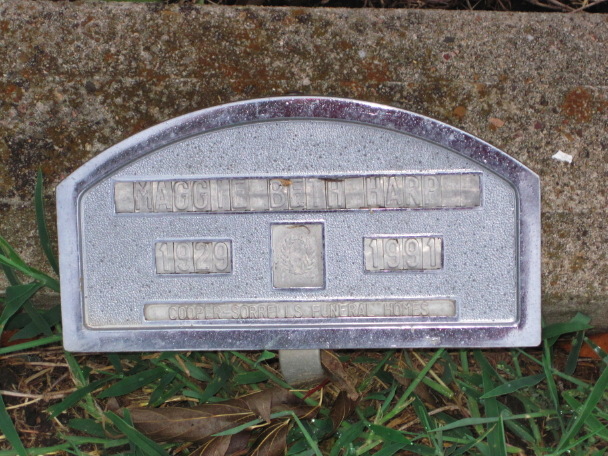 MAGGIE BETH HARP
1929 1991
COOPER-SORRELLS FUNERAL HOMES